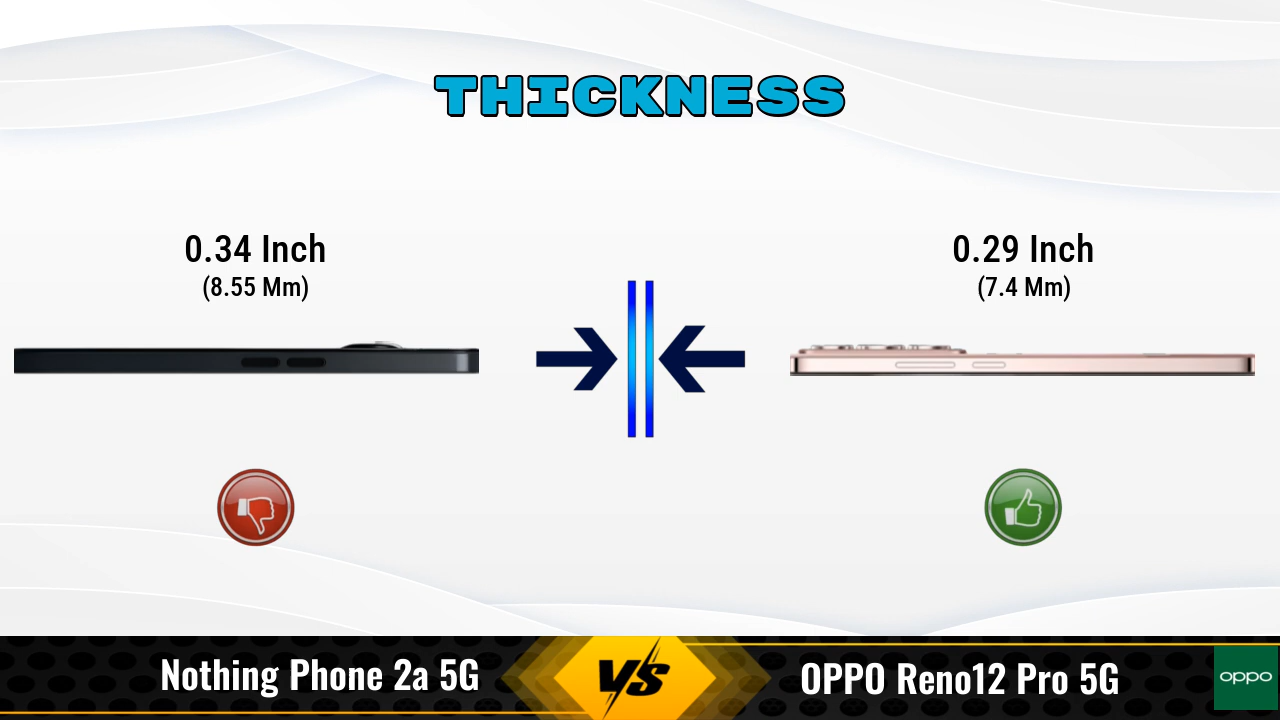 THICKNESS
0.34 Inch
(8.55 Mm)
0.29 Inch
(7.4 Mm)
Nothing Phone 2a 5G
VS
OPPO Reno12 Pro 5G
oppo